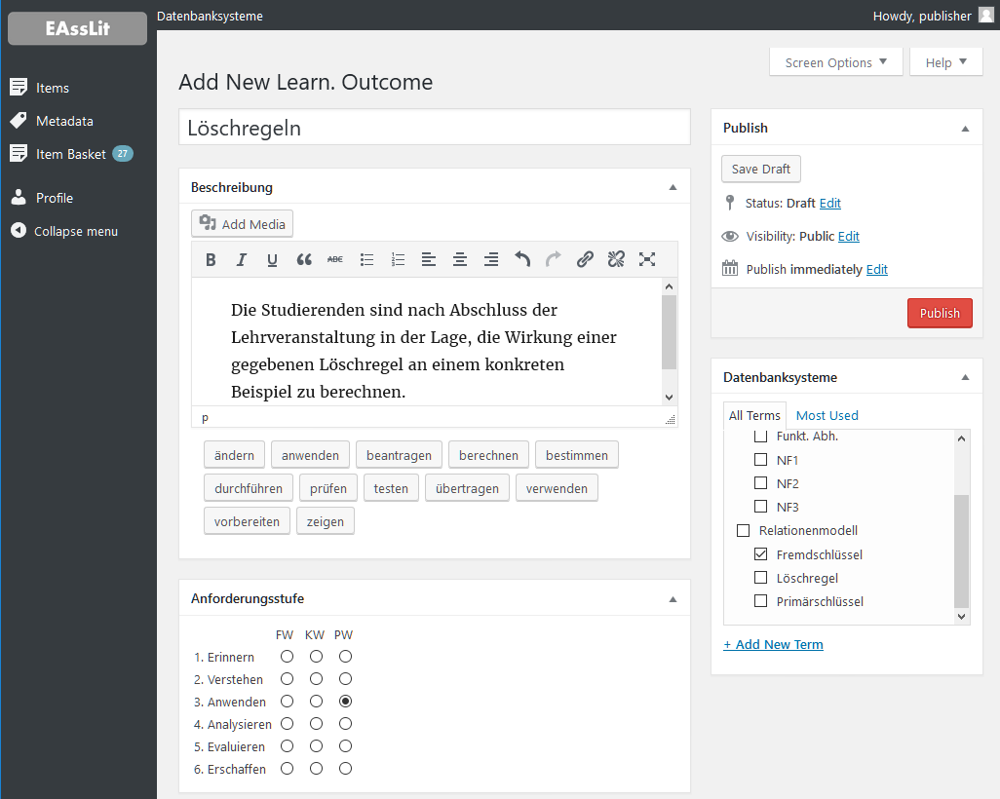 EAssLit
Datenbanksysteme
Howdy, publisher
Items
Metadata
Item Basket 27
Profile
Collapse menu
Screen Options ▼
Help ▼
Add New Learn. Outcome
Löschregeln
Beschreibung
Add Media
B I U ABC
Die Studierenden sind nach Abschluss der
Lehrveranstaltung in der Lage, die Wirkung einer
gegebenen Löschregel an einem konkreten
Beispiel zu berechnen.
p
ändern anwenden beantragen berechnen bestimmen
durchführen prüfen testen übertragen verwenden
vorbereiten zeigen
Anforderungsstufe
FW KW PW
1. Erinnern
2. Verstehen
3. Anwenden
4. Analysieren
5. Evaluieren
6. Erschaffen
Publish
Save Draft
Status: Draft Edit
Visibility: Public Edit
Publish immediately Edit
Publish
Datenbanksysteme
All Terms Most Used
Funkt. Abh.
NF1
NF2
NF3
Relationenmodell
Fremdschlüssel
Löschregel
Primärschlüssel
+ Add New Term